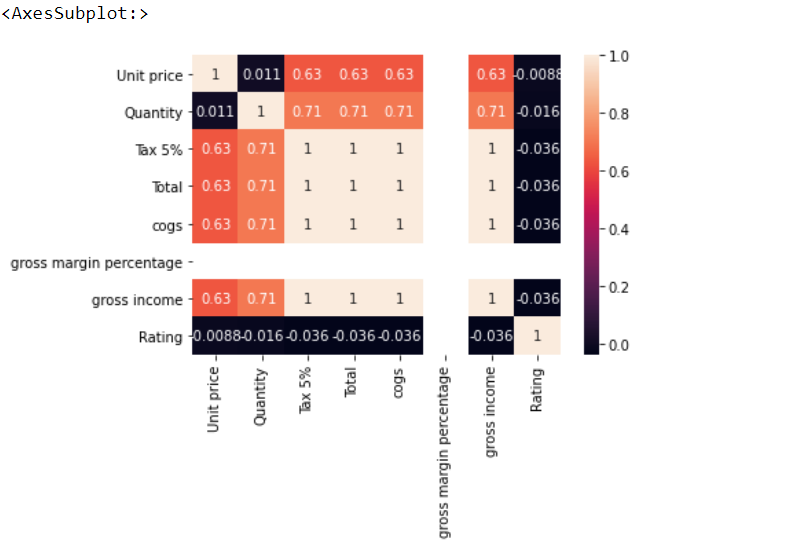 <AxesSubplot:>
Unit price 1 0.011 0.63 0.63 0.63 0.63 -0.0088 1.0
Quantity 0.011 1 0.71 0.71 0.71 0.71 -0.016 0.8
Tax 5% 0.63 0.71 1 1 1 1 -0.036
Total 0.63 0.71 1 1 1 1 -0.036 0.6
cogs 0.63 0.71 1 1 1 1 -0.036 0.4
gross margin percentage
gross income 0.63 0.71 1 1 1 1 -0.036 0.2
Rating -0.0088 -0.016 -0.036 -0.036 -0.036 -0.036 1 0.0
Unit price
Quantity
Tax 5%
Total
cogs
gross margin percentage
gross income
Rating